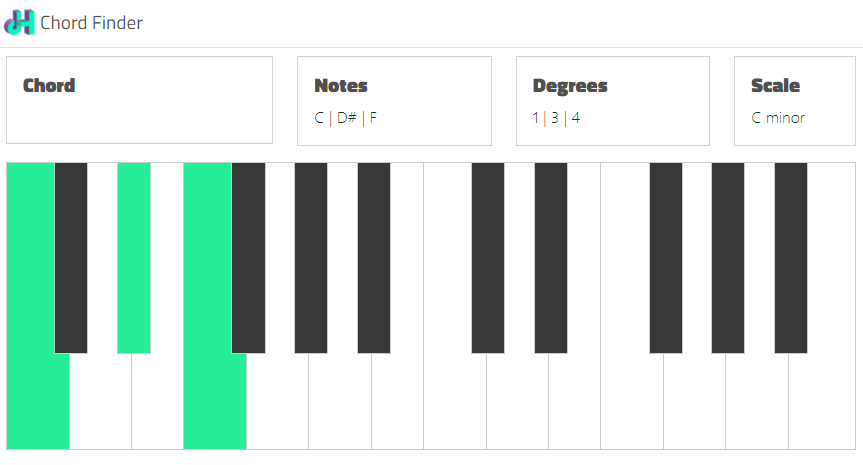 Chord Finder
Chord
Notes
C | D# | F
Degrees
1 | 3 | 4
Scale
C minor